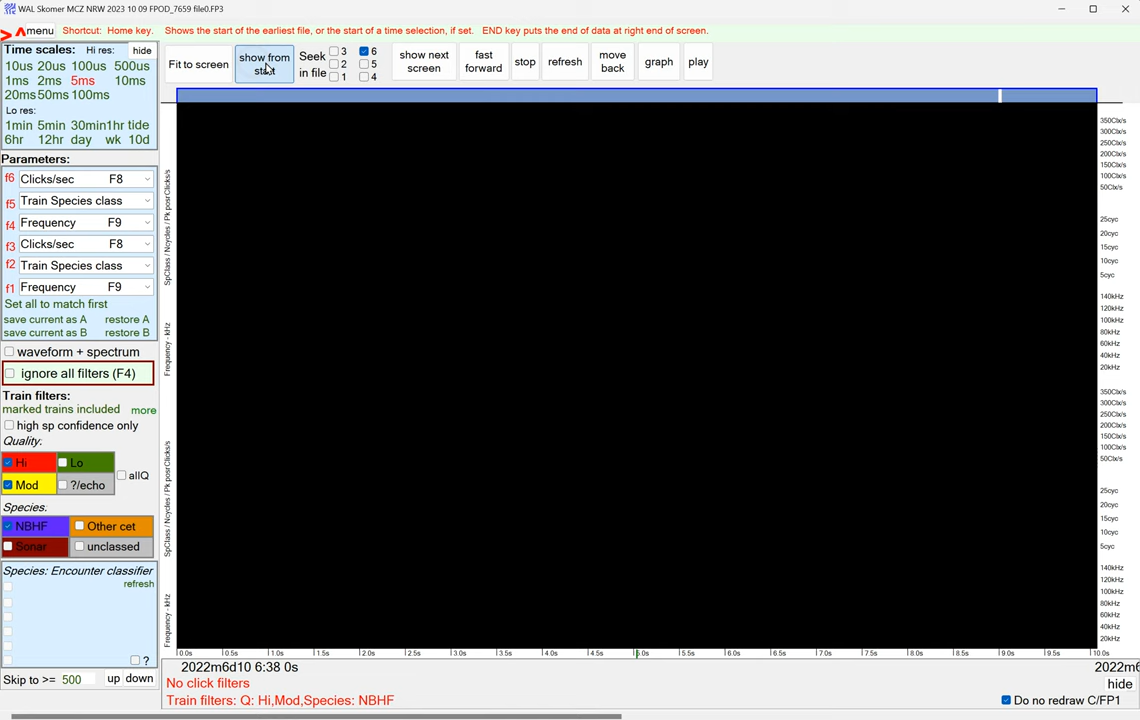 WAL Skomer MCZ NRW 2023 10 09 FPOD_7659 file0.FP3
> ^ menu Shortcut: Home key. Shows the start of the earliest file, or the start of a time selection, if set. END key puts the end of data at right end of screen.
Time scales: Hi res: hide
10us 20us 100us 500us
1ms 2ms 5ms 10ms
20ms 50ms 100ms
Lo res:
1min 5min 30min 1hr tide
6hr 12hr day wk 10d
Fit to screen
show from start
Seek in file
3 6
2 5
1 4
show next screen
fast forward
stop
refresh
move back
graph
play
Parameters:
f6 Clicks/sec F8
f5 Train Species class
f4 Frequency F9
f3 Clicks/sec F8
f2 Train Species class
f1 Frequency F9
Set all to match first
save current as A restore A
save current as B restore B
waveform + spectrum
ignore all filters (F4)
Train filters:
marked trains included more
high sp confidence only
Quality:
Hi Lo
Mod ?/echo
allQ
Species.
NBHF Other cet
Sonar unclassed
Species: Encounter classifier
refresh
?
Skip to >= 500 up down
SpClass / Ncycles / Pk posrClicks/s
Frequency - kHz
SpClass / Ncycles / Pk posrClicks/s
Frequency - kHz
350Clx/s
300Clx/s
250Clx/s
200Clx/s
150Clx/s
100Clx/s
50Clx/s
25cyc
20cyc
15cyc
10cyc
5cyc
140kHz
120kHz
100kHz
80kHz
60kHz
40kHz
20kHz
350Clx/s
300Clx/s
250Clx/s
200Clx/s
150Clx/s
100Clx/s
50Clx/s
25cyc
20cyc
15cyc
10cyc
5cyc
140kHz
120kHz
100kHz
80kHz
60kHz
40kHz
20kHz
0.0s 0.5s 1.0s 1.5s 2.0s 2.5s 3.0s 3.5s 4.0s 4.5s 5.0s 5.5s 6.0s 6.5s 7.0s 7.5s 8.0s 8.5s 9.0s 9.5s 10.0s
2022m6d10 6:38 0s 2022m6
No click filters hide
Train filters: Q: Hi,Mod,Species: NBHF Do no redraw C/FP1